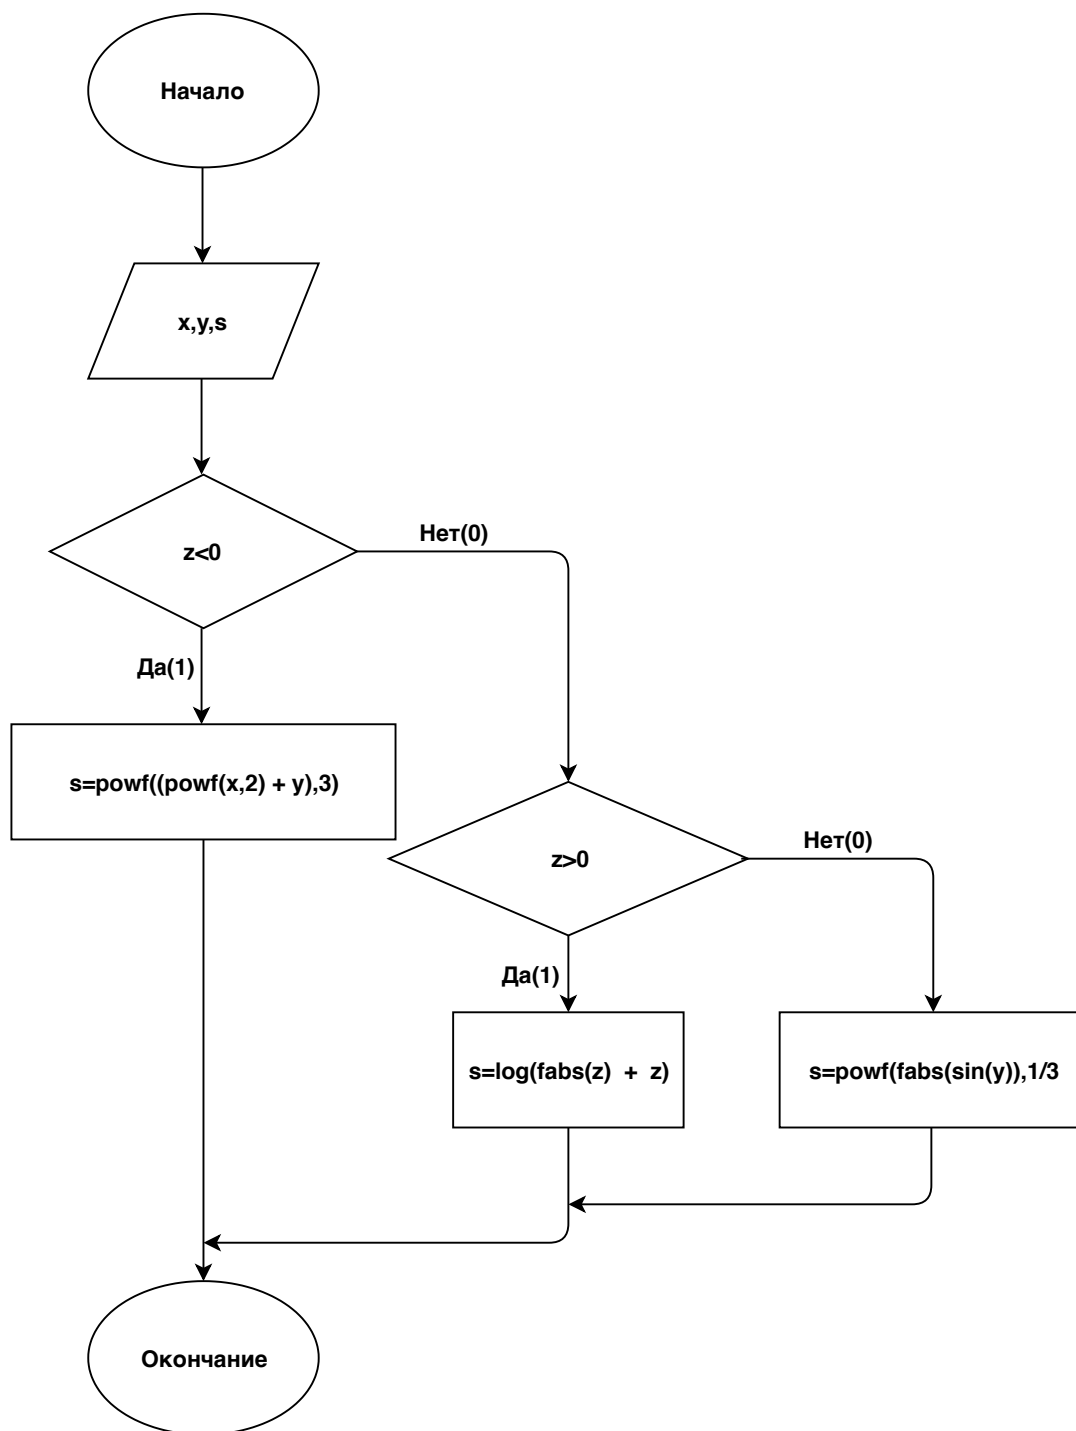 Начало
x,y,s
z<0
Нет(0)
Да(1)
s=powf((powf(x,2) + y),3)
z>0
Нет(0)
Да(1)
s=log(fabs(z) + z)
s=powf(fabs(sin(y)),1/3
Окончание